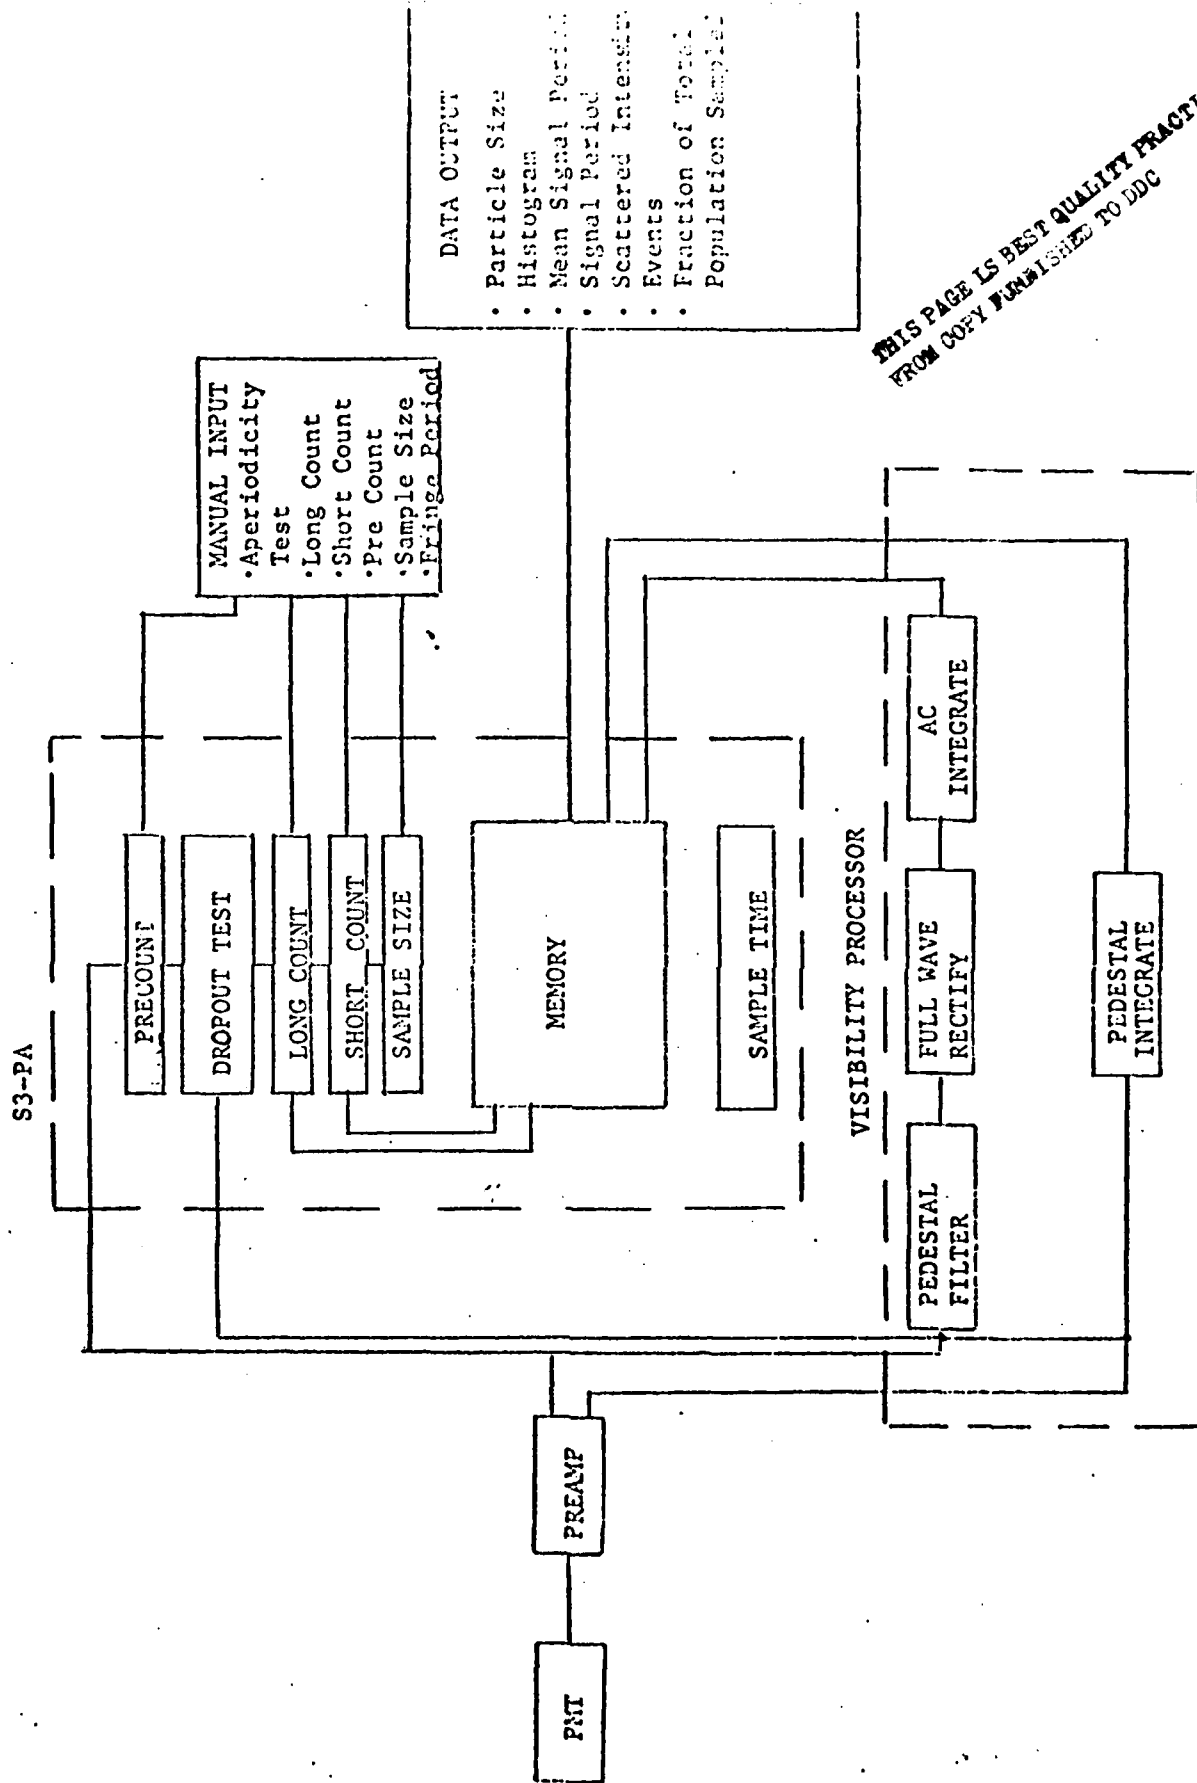 S3-PA
PRECOUNT
DROPOUT TEST
LONG COUNT
SHORT COUNT
SAMPLE SIZE
MEMORY
SAMPLE TIME
MANUAL INPUT
·Aperiodicity
Test
·Long Count
·Short Count
·Pre Count
·Sample Size
·Fringe Period
DATA OUTPUT
· Particle Size
· Histogram
· Mean Signal Period
· Signal Period
· Scattered
· Events
· Fraction of Total
Population
PMT
PREAMP
VISIBILITY PROCESSOR
PEDESTAL
FILTER
FULL WAVE
RECTIFY
AC
INTEGRATE
PEDESTAL
INTEGRATE
THIS PAGE IS BEST QUALITY
FROM COPY FURNISHED TO DDC